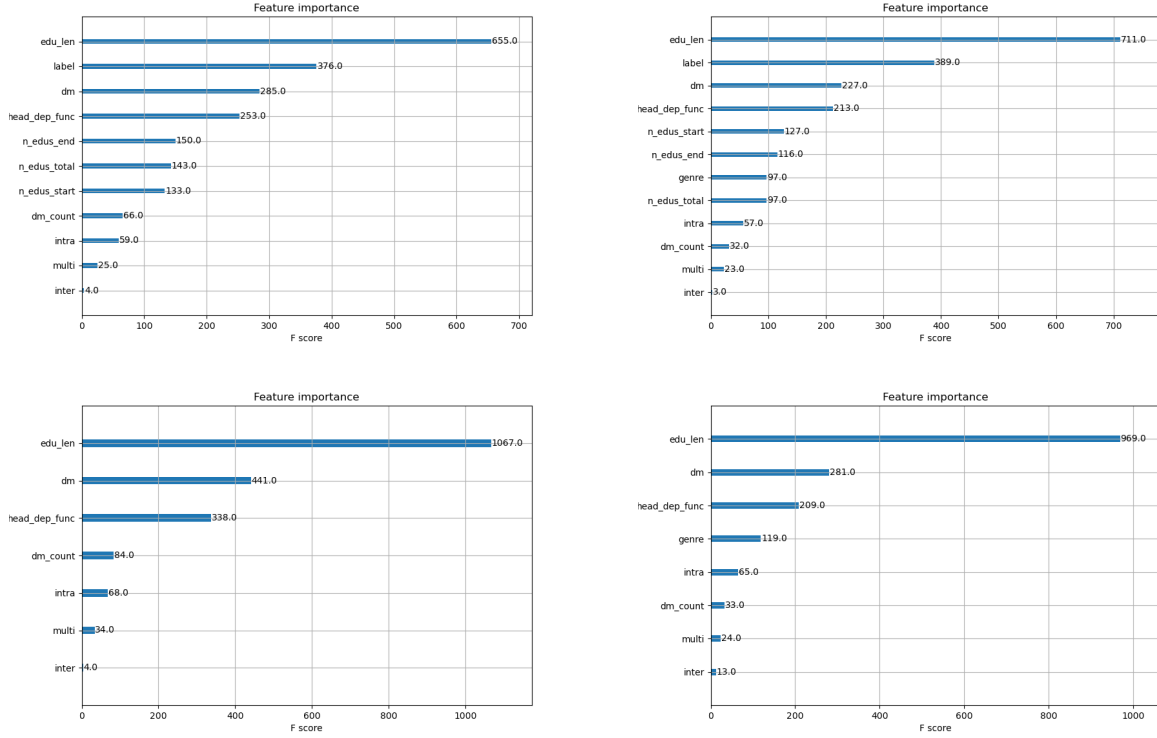 Feature importance
edu_len 655.0
label 376.0
dm 285.0
head_dep_func 253.0
n_edus_end 150.0
n_edus_total 143.0
n_edus_start 133.0
dm_count 66.0
intra 59.0
multi 25.0
inter 4.0
0 100 200 300 400 500 600 700
F score
Feature importance
edu_len 711.0
label 389.0
dm 227.0
head_dep_func 213.0
n_edus_start 127.0
n_edus_end 116.0
genre 97.0
n_edus_total 97.0
intra 57.0
dm_count 32.0
multi 23.0
inter 3.0
0 100 200 300 400 500 600 700
F score
Feature importance
edu_len 1067.0
dm 441.0
head_dep_func 338.0
dm_count 84.0
intra 68.0
multi 34.0
inter 4.0
0 200 400 600 800 1000
F score
Feature importance
edu_len 969.0
dm 281.0
head_dep_func 209.0
genre 119.0
intra 65.0
dm_count 33.0
multi 24.0
inter 13.0
0 200 400 600 800 1000
F score